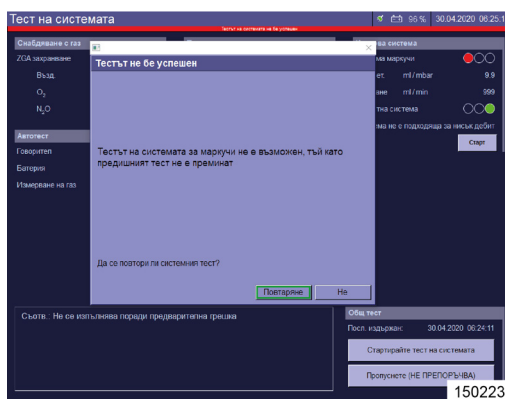 Тест на системата
96 %
30.04.2020 06:25:1
Тестът на системата не бе успешен
Снабдяване с газ
ва система
ZGA захранване
ма маркучи
Възд.
ет. ml/mbar 9.9
O₂
ане ml/min 999
N₂O
тна система
ема не е подходяща за нисък дебит
Старт
Автотест
Говорител
Батерия
Измерване на газ
Тестът не бе успешен
Тестът на системата за маркучи не е възможен, тъй като
предишният тест не е преминат
Да се повтори ли системния тест?
Повтаряне
Не
Съотв.: Не се изпълнява поради предварителна грешка
Общ тест
Посл. издържан: 30.04.2020 06:24:11
Стартирайте тест на системата
Пропуснете (НЕ ПРЕПОРЪЧВА)
150223